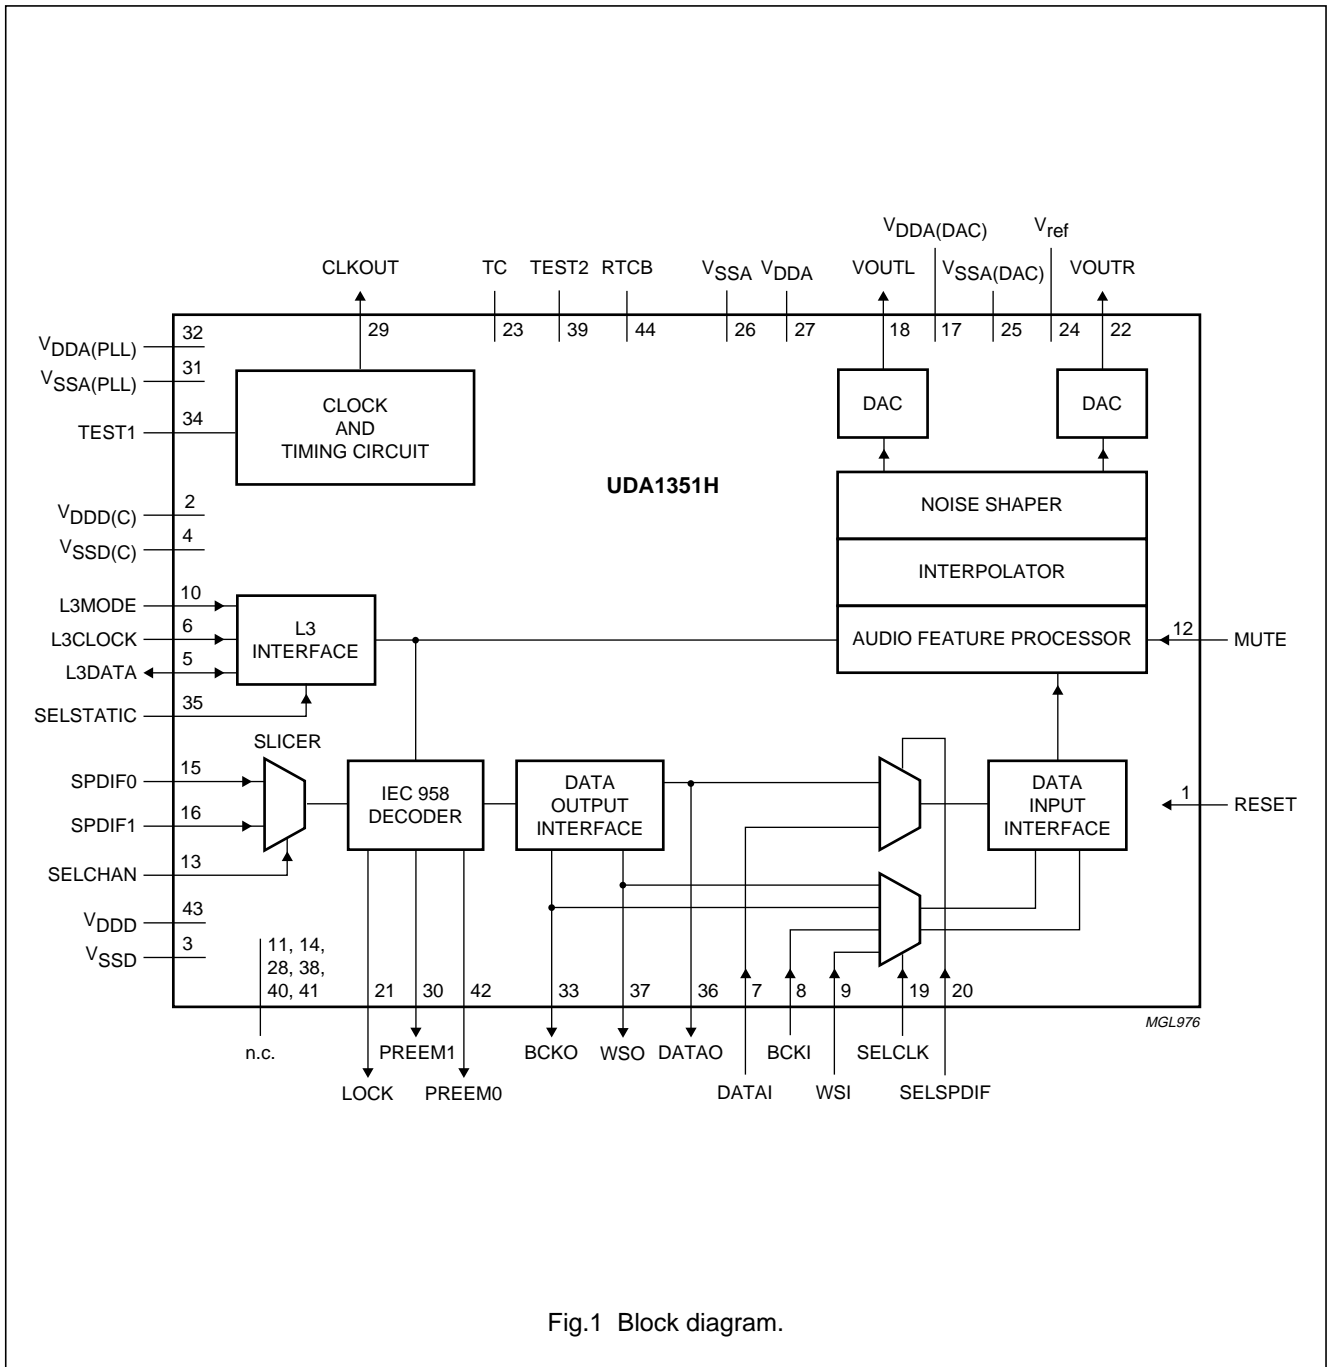 VDDA(DAC) Vref
CLKOUT TC TEST2 RTCB VSSA VDDA VOUTL VSSA(DAC) VOUTR
29 23 39 44 26 27 18 17 25 24 22
VDDA(PLL) 32
VSSA(PLL) 31
TEST1 34
CLOCK
AND
TIMING CIRCUIT
DAC DAC
UDA1351H
NOISE SHAPER
VDDD(C) 2
VSSD(C) 4
INTERPOLATOR
L3MODE 10
L3CLOCK 6
L3DATA 5
SELSTATIC 35
L3
INTERFACE
AUDIO FEATURE PROCESSOR
12 MUTE
SLICER
SPDIF0 15
SPDIF1 16
SELCHAN 13
IEC 958
DECODER
DATA
OUTPUT
INTERFACE
DATA
INPUT
INTERFACE
1 RESET
VDDD 43
VSSD 3
11, 14,
28, 38,
40, 41
21 30 42 33 37 36 7 8 9 19 20
MGL976
n.c. PREEM1 BCKO WSO DATAO BCKI SELCLK
LOCK PREEM0 DATAI WSI SELSPDIF
Fig.1 Block diagram.